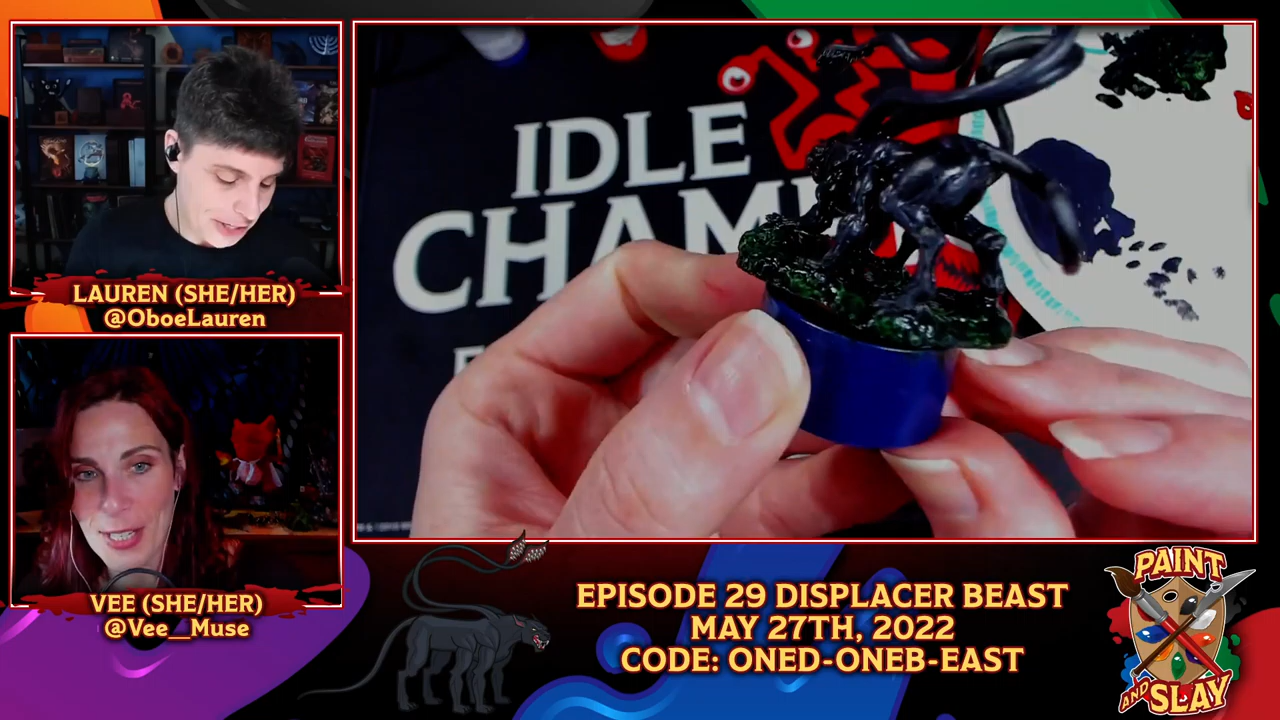 LAUREN (SHE/HER)
@OboeLauren
VEE (SHE/HER)
@Vee__Muse
IDLE
CHAM
EPISODE 29 DISPLACER BEAST
MAY 27TH, 2022
CODE: ONED-ONEB-EAST
PAINT
AND SLAY